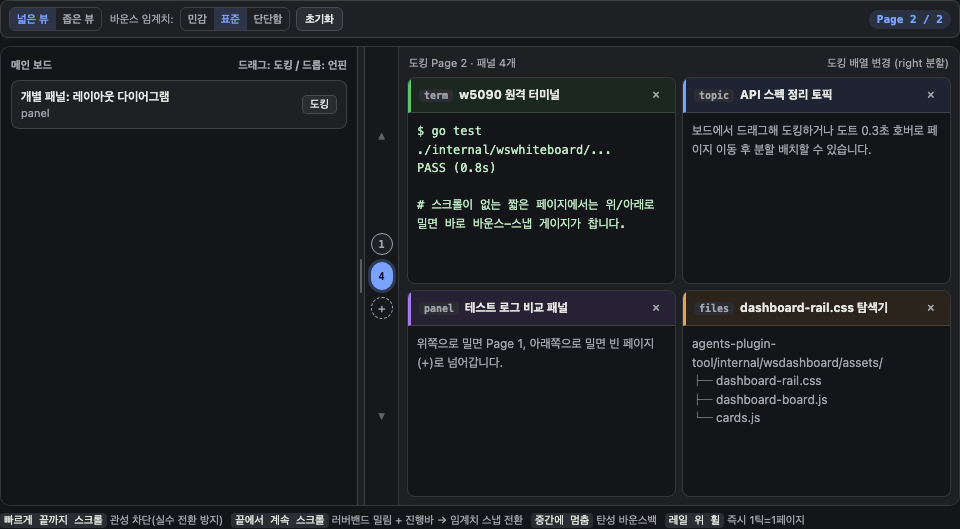 넓은 뷰 좁은 뷰 바운스 임계치: 민감 표준 단단함 초기화 Page 2 / 2
메인 보드 드래그: 도킹 / 드롭: 언핀
개별 패널: 레이아웃 다이어그램
panel
도킹
▲
1
4
+
▼
도킹 Page 2 · 패널 4개 도킹 배열 변경 (right 분할)
term w5090 원격 터미널 ×
$ go test
./internal/wswhiteboard/...
PASS (0.8s)
# 스크롤이 없는 짧은 페이지에서는 위/아래로
밀면 바로 바운스-스냅 게이지가 찹니다.
topic API 스펙 정리 토픽 ×
보드에서 드래그해 도킹하거나 도트 0.3초 호버로 페
이지 이동 후 분할 배치할 수 있습니다.
panel 테스트 로그 비교 패널 ×
위쪽으로 밀면 Page 1, 아래쪽으로 밀면 빈 페이지
(+)로 넘어갑니다.
files dashboard-rail.css 탐색기 ×
agents-plugin-
tool/internal/wsdashboard/assets/
├── dashboard-rail.css
├── dashboard-board.js
└── cards.js
빠르게 끝까지 스크롤 관성 차단(실수 전환 방지) 끝에서 계속 스크롤 러버밴드 밀림 + 진행바 → 임계치 스냅 전환 중간에 멈춤 탄성 바운스백 레일 위 휠 즉시 1틱=1페이지